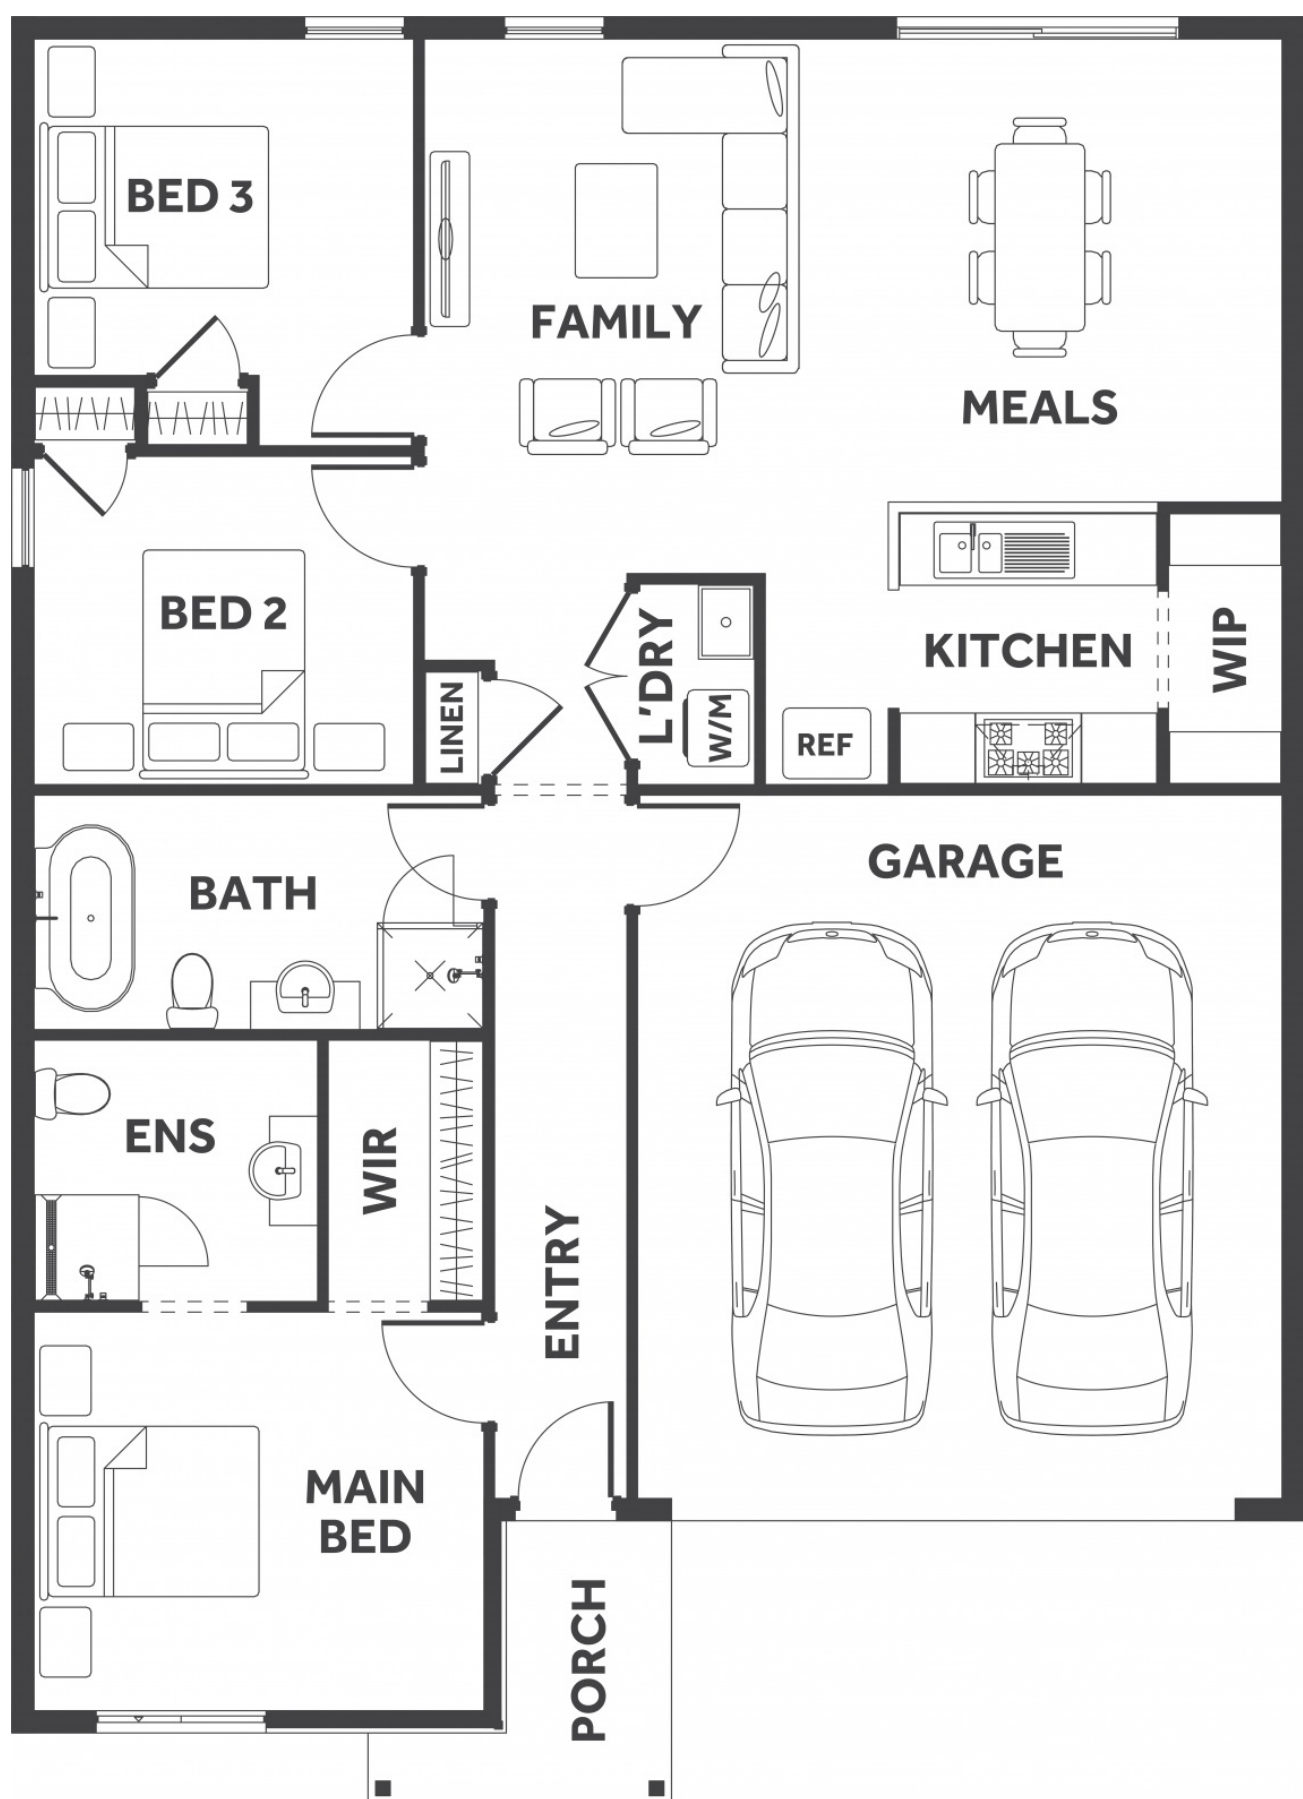 BED 3
FAMILY
MEALS
BED 2
LINEN
L'DRY
W/M
REF
KITCHEN
WIP
BATH
GARAGE
ENS
WIR
ENTRY
MAIN
BED
PORCH